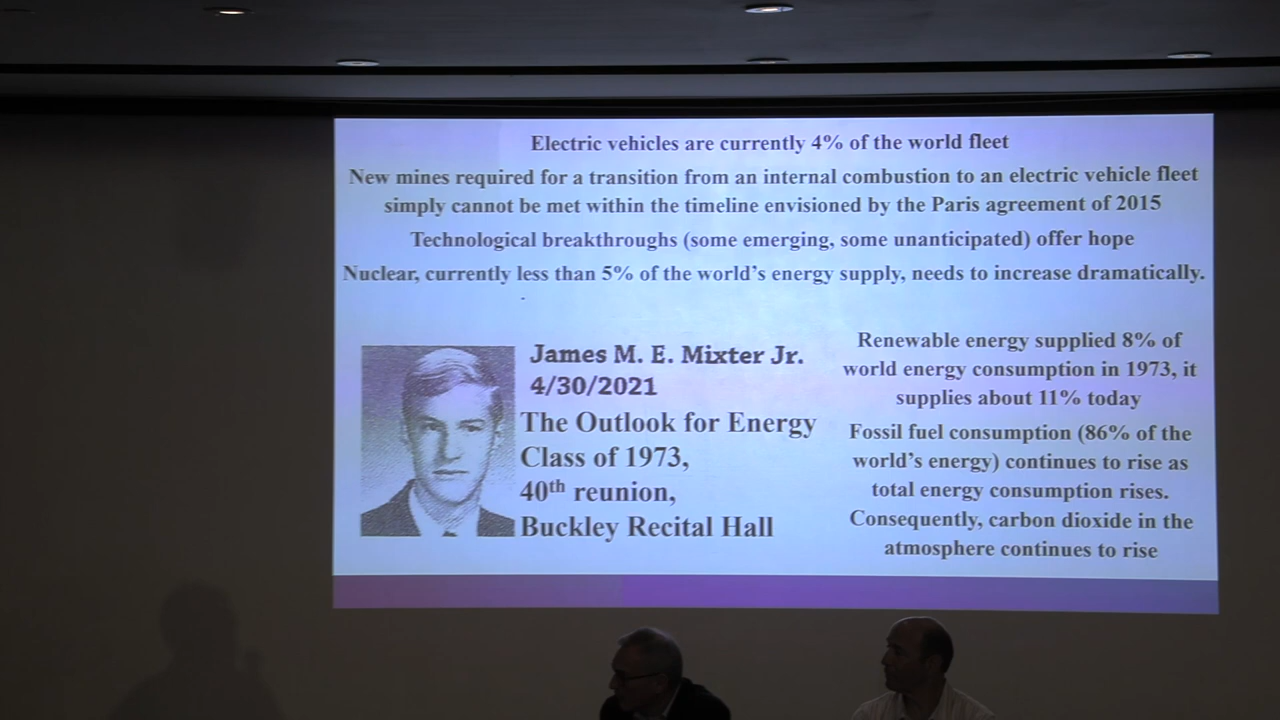 Electric vehicles are currently 4% of the world fleet
New mines required for a transition from an internal combustion to an electric vehicle fleet
simply cannot be met within the timeline envisioned by the Paris agreement of 2015
Technological breakthroughs (some emerging, some unanticipated) offer hope
Nuclear, currently less than 5% of the world's energy supply, needs to increase dramatically.
James M. E. Mixter Jr.
4/30/2021
The Outlook for Energy
Class of 1973,
40th reunion,
Buckley Recital Hall
Renewable energy supplied 8% of
world energy consumption in 1973, it
supplies about 11% today
Fossil fuel consumption (86% of the
world's energy) continues to rise as
total energy consumption rises.
Consequently, carbon dioxide in the
atmosphere continues to rise